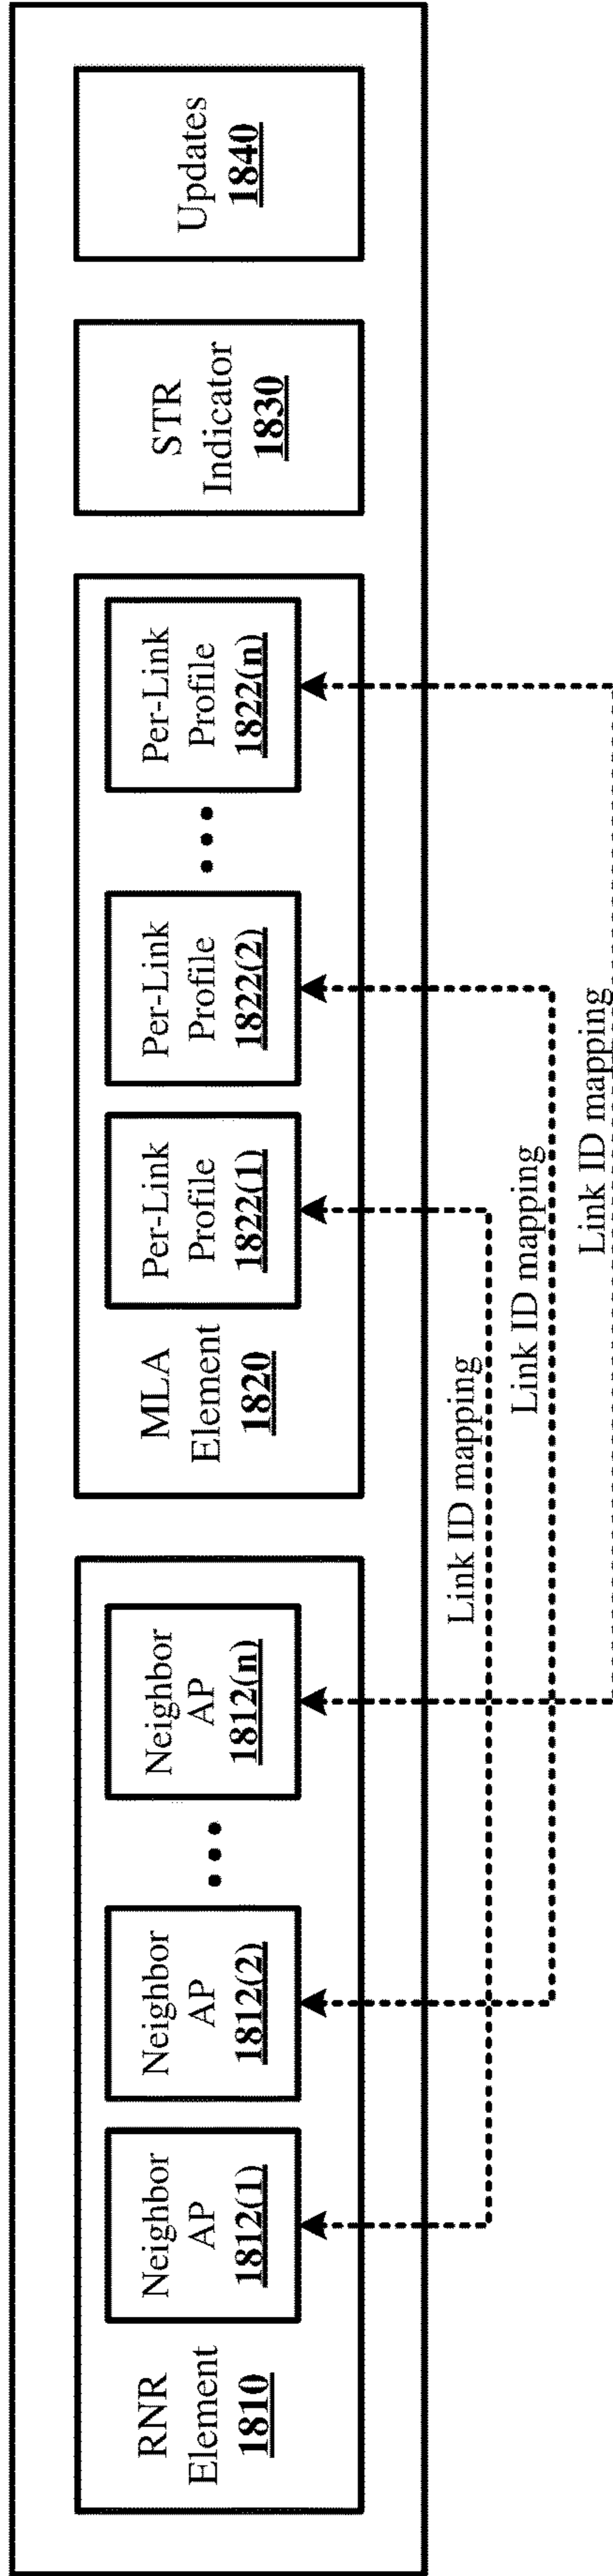 RNR
Element
1810
Neighbor
AP
1812(1)
Neighbor
AP
1812(2)
•••
Neighbor
AP
1812(n)
MLA
Element
1820
Per-Link
Profile
1822(1)
Per-Link
Profile
1822(2)
•••
Per-Link
Profile
1822(n)
STR
Indicator
1830
Updates
1840
Link ID mapping
Link ID mapping
Link ID mapping